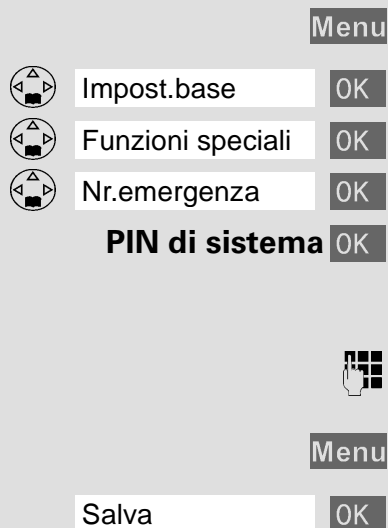 Menu
Impost.base OK
Funzioni speciali OK
Nr.emergenza OK
PIN di sistema OK
Menu
Salva OK